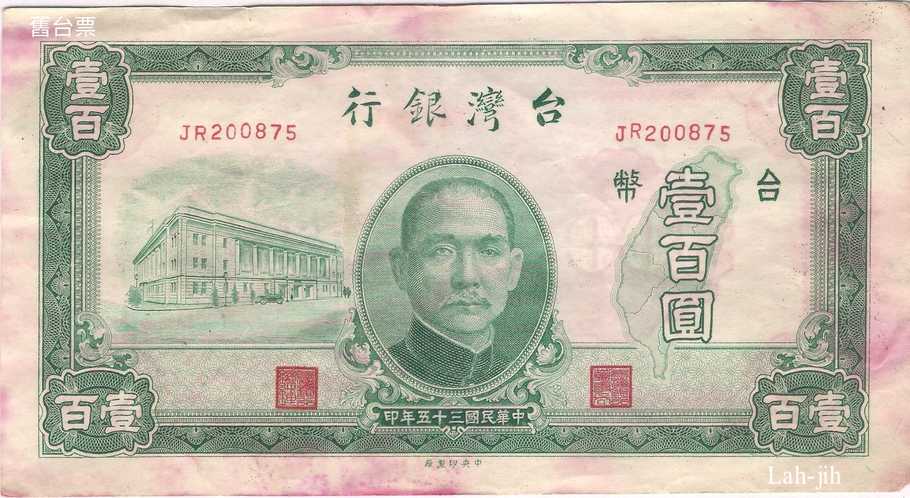 舊台票
壹百
壹百
行銀灣台
JR200875
JR200875
幣 台
壹百圓
印年五十三國民華中
百壹
百壹
廠製印央中
Lah-jih